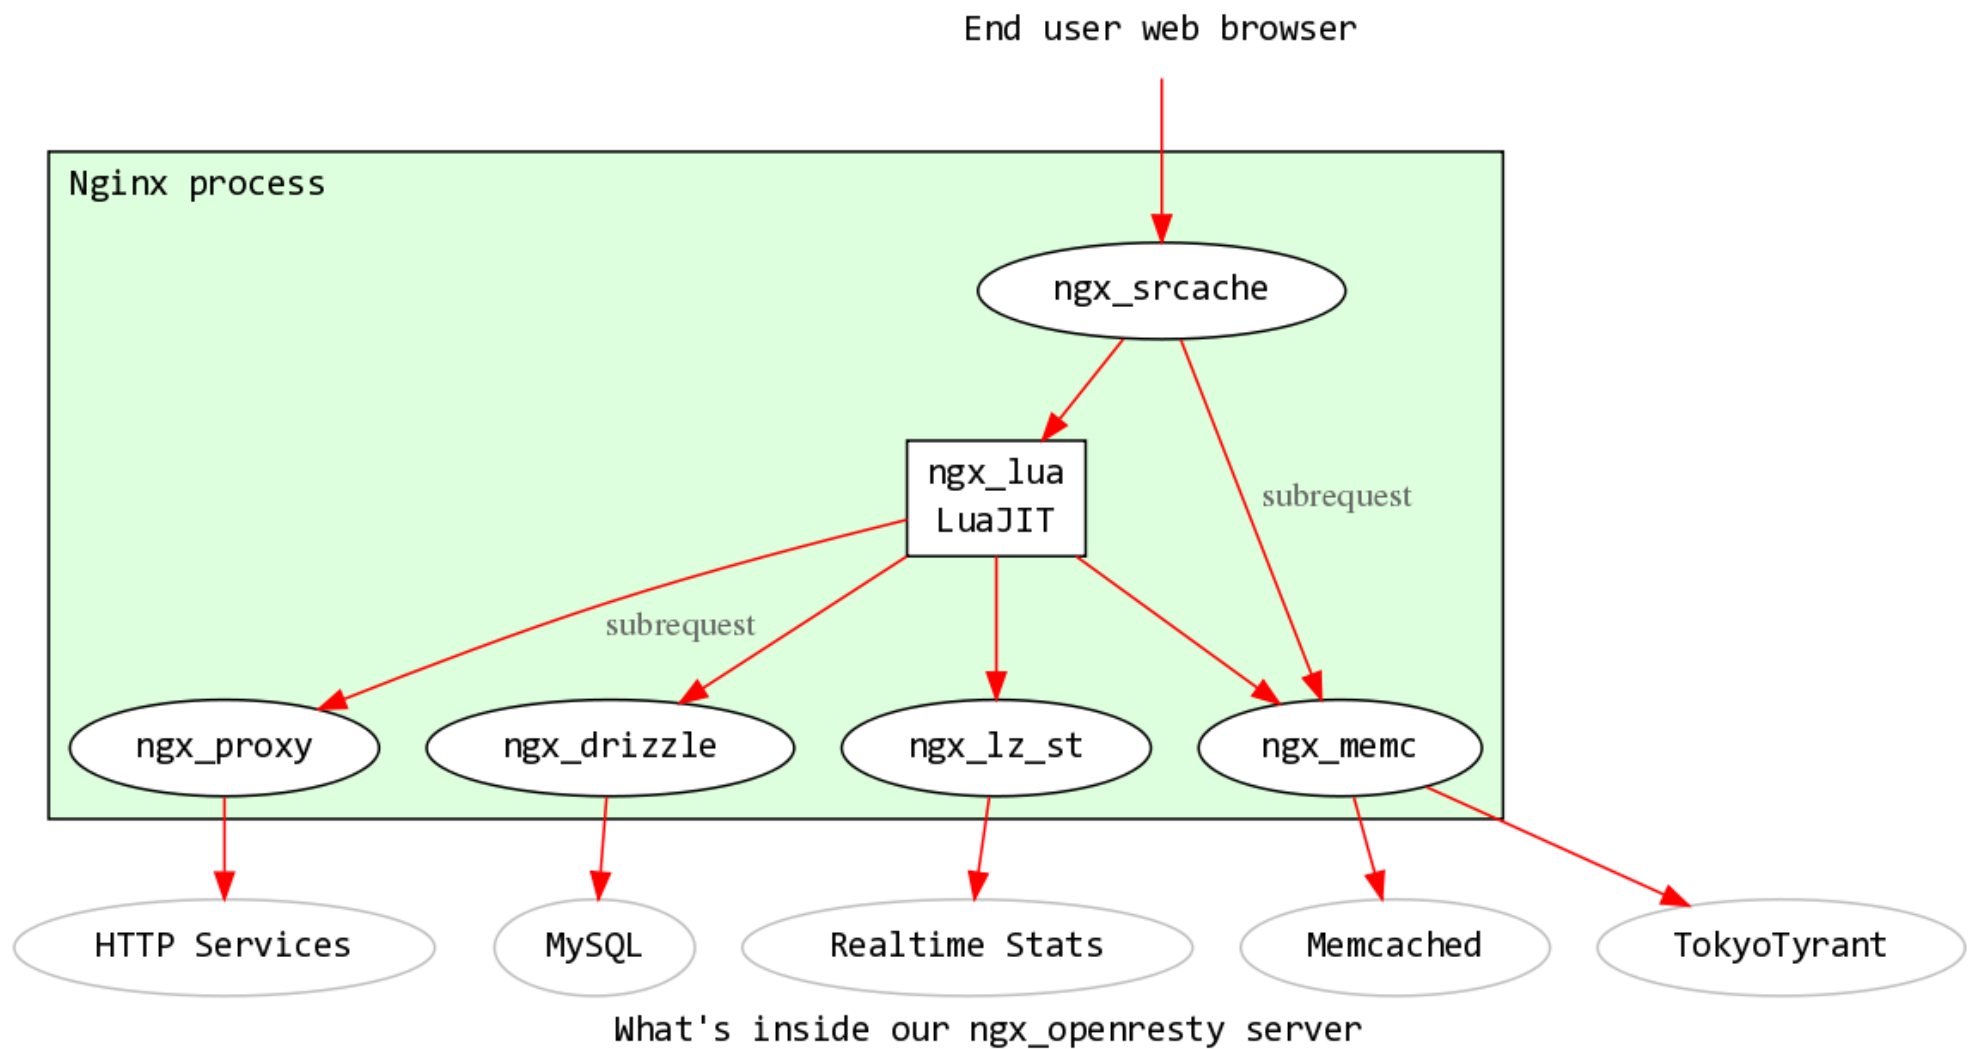 End user web browser
Nginx process
ngx_srcache
ngx_lua
LuaJIT
subrequest
subrequest
ngx_proxy
ngx_drizzle
ngx_lz_st
ngx_memc
HTTP Services
MySQL
Realtime Stats
Memcached
TokyoTyrant
What's inside our ngx_openresty server